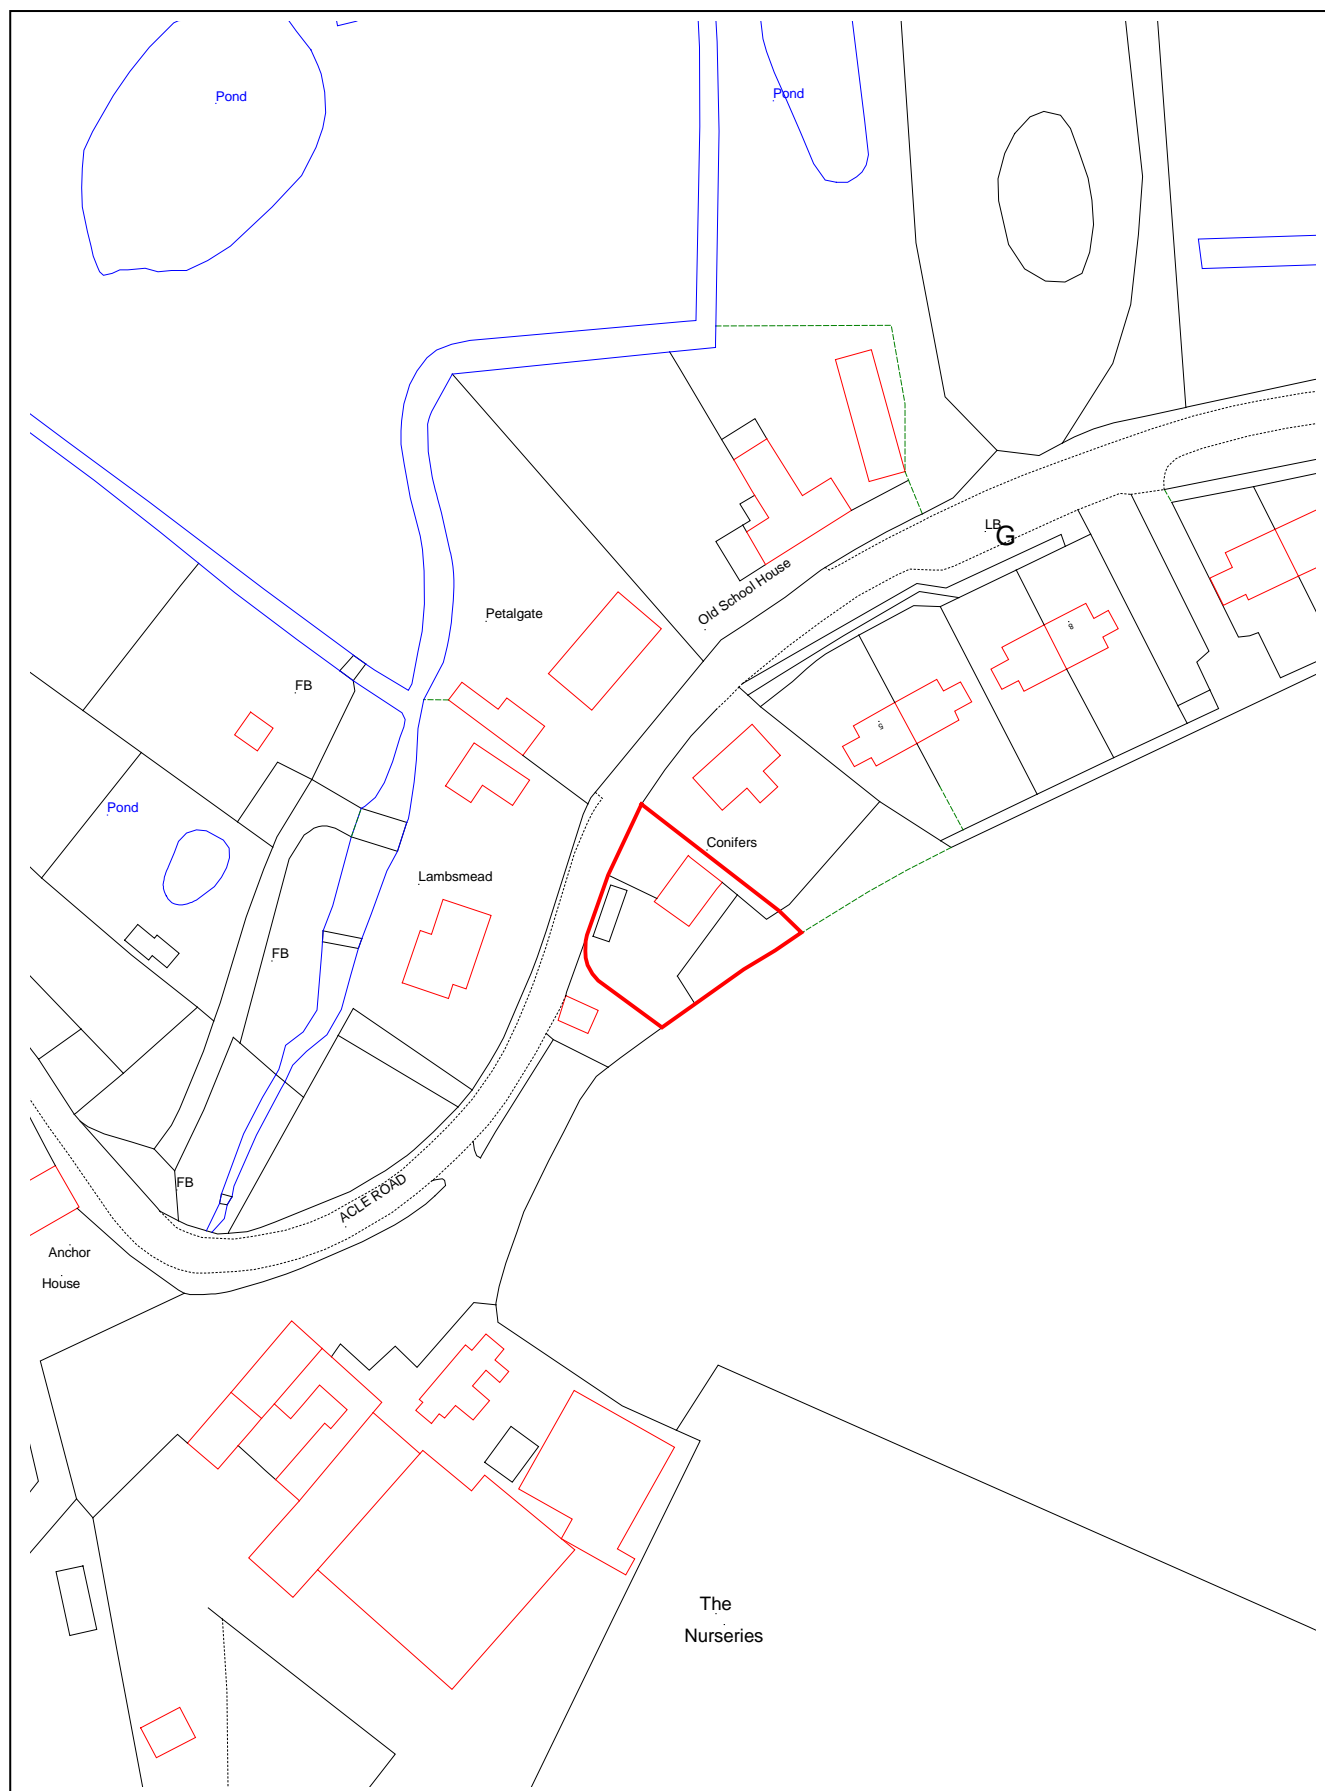 Pond
Pond
LB
G
Old School House
Petalgate
FB
Pond
Conifers
Lambsmead
FB
FB
ACLE ROAD
Anchor
House
The
Nurseries